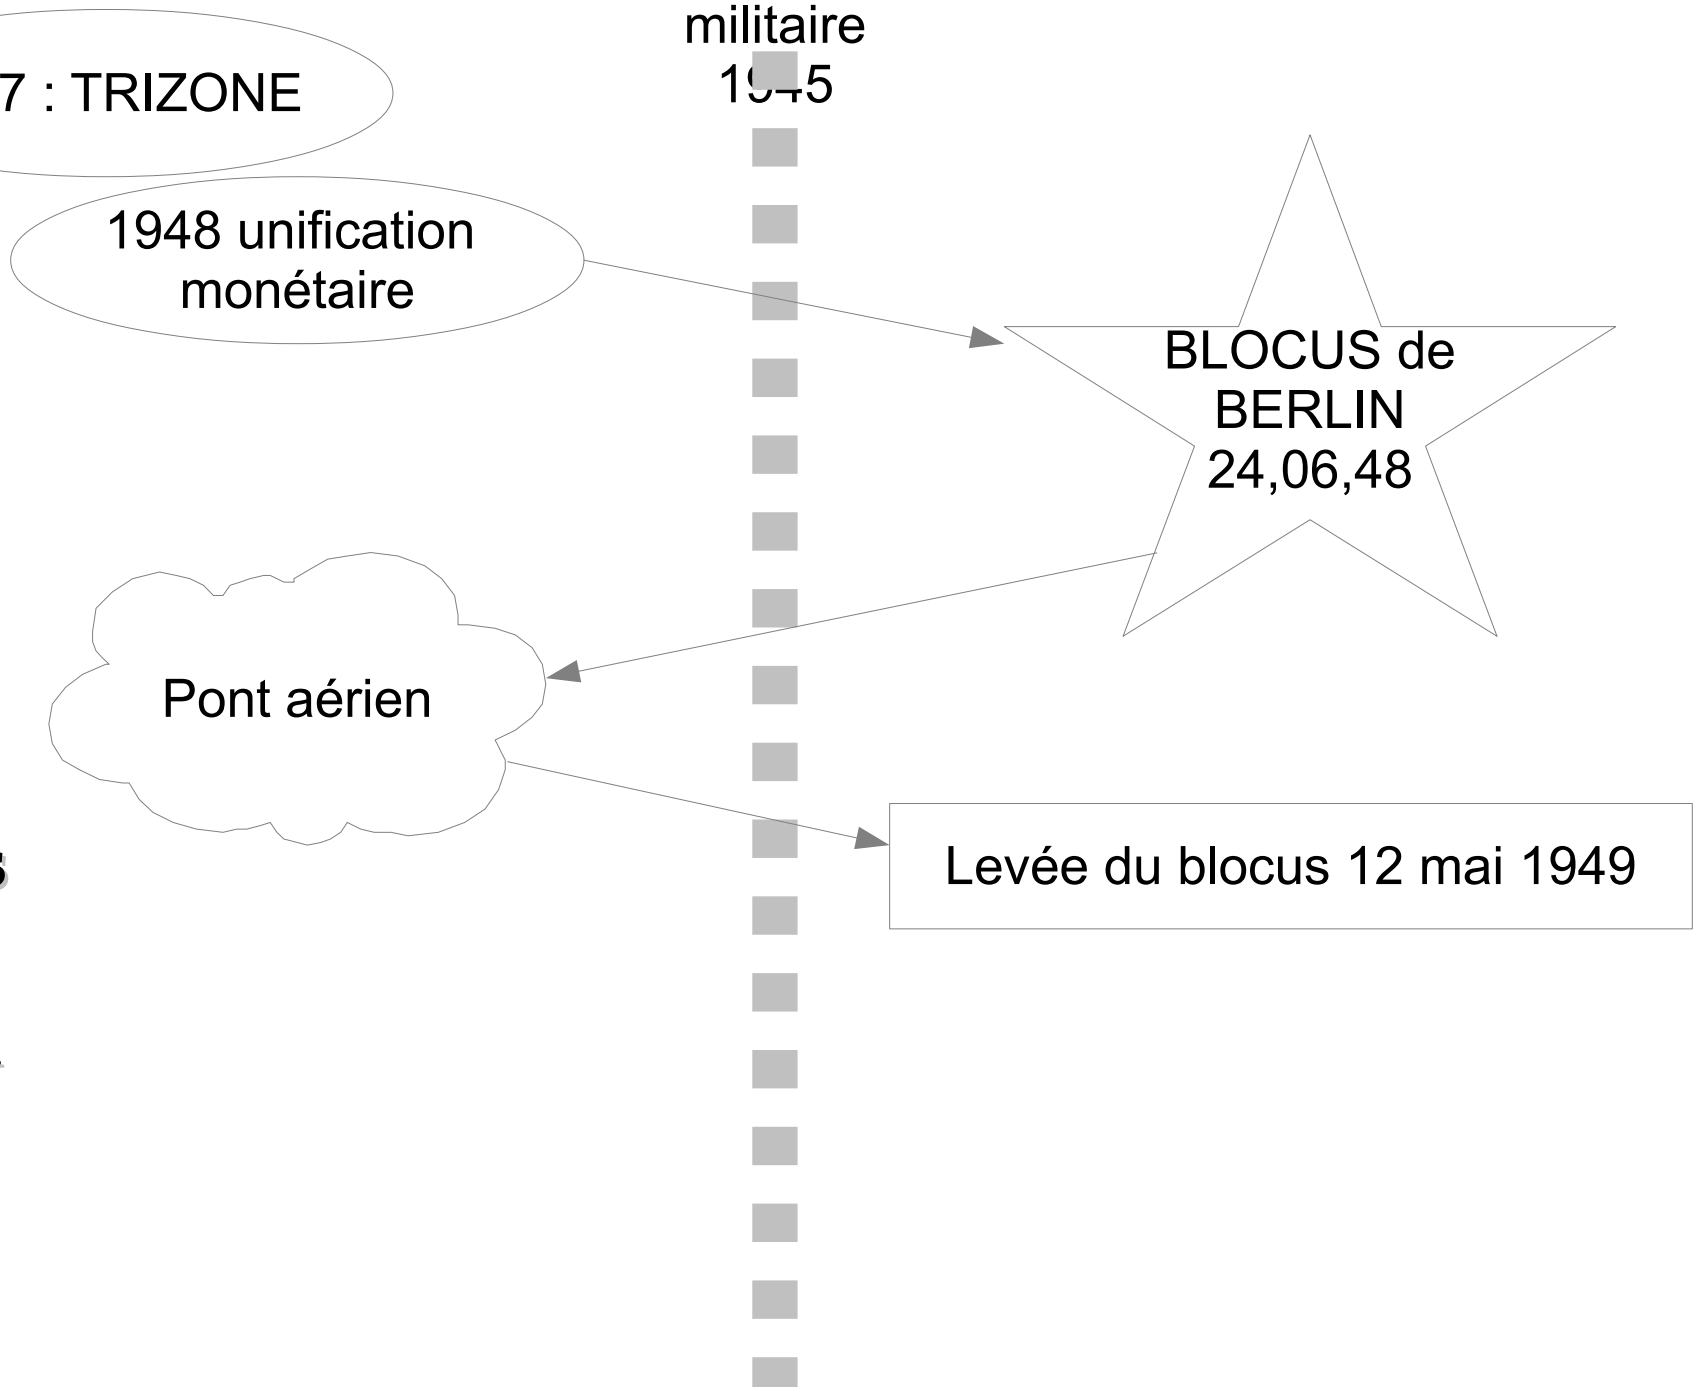 militaire
1945
7 : TRIZONE
1948 unification
monétaire
BLOCUS de
BERLIN
24,06,48
Pont aérien
Levée du blocus 12 mai 1949